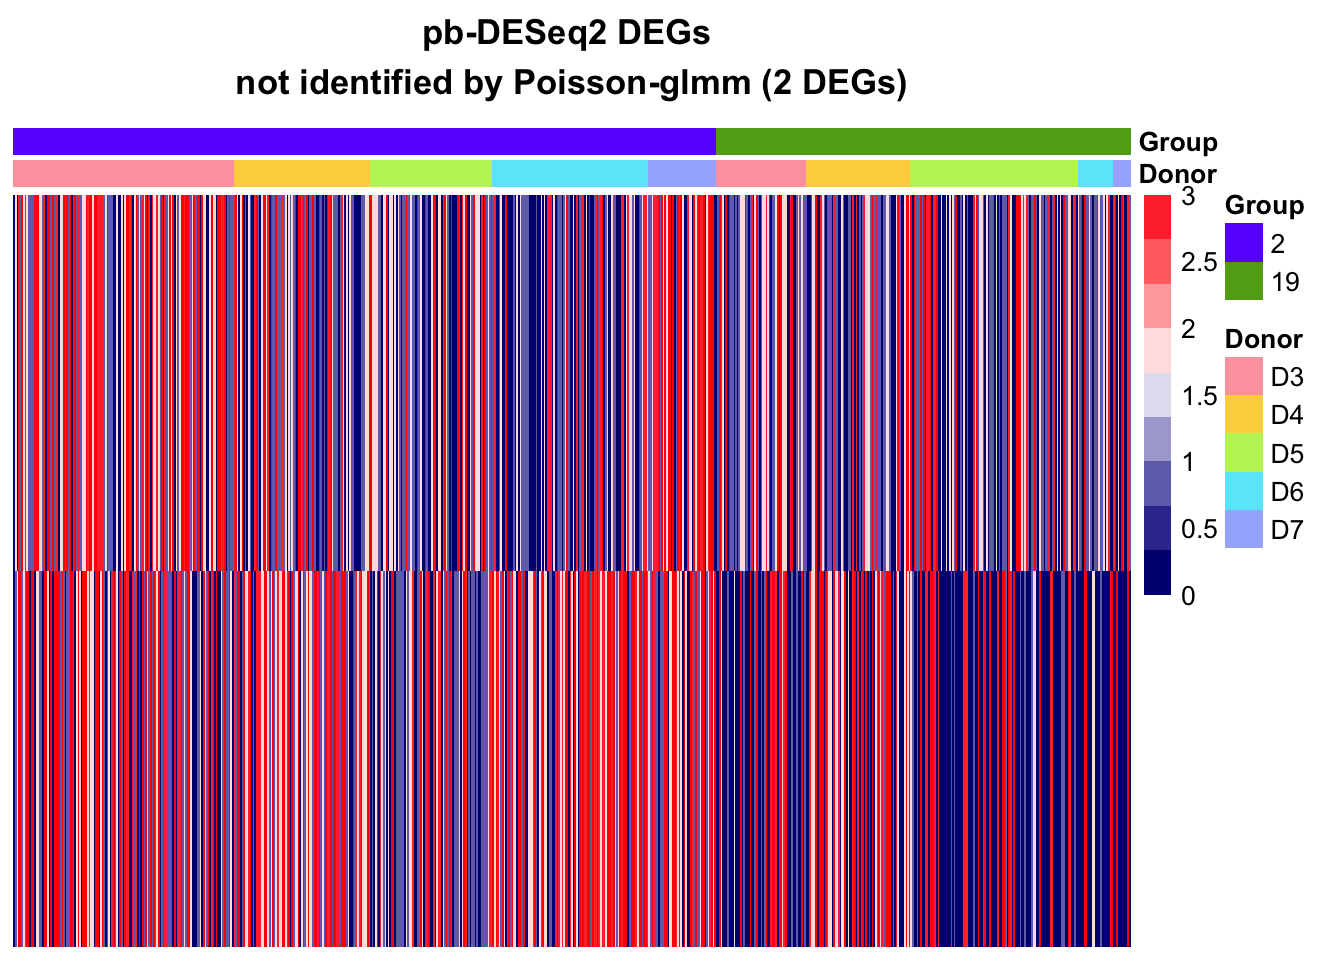 pb-DESeq2 DEGs
not identified by Poisson-glmm (2 DEGs)
Group
Donor
3
2.5
2
1.5
1
0.5
0
Group
2
19
Donor
D3
D4
D5
D6
D7